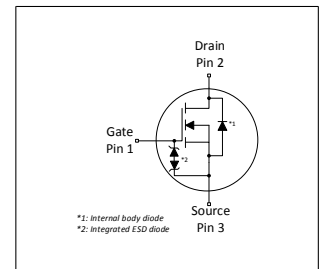 Drain
Pin 2
*1
Gate
Pin 1
*2
Source
Pin 3
*1: Internal body diode
*2: Integrated ESD diode